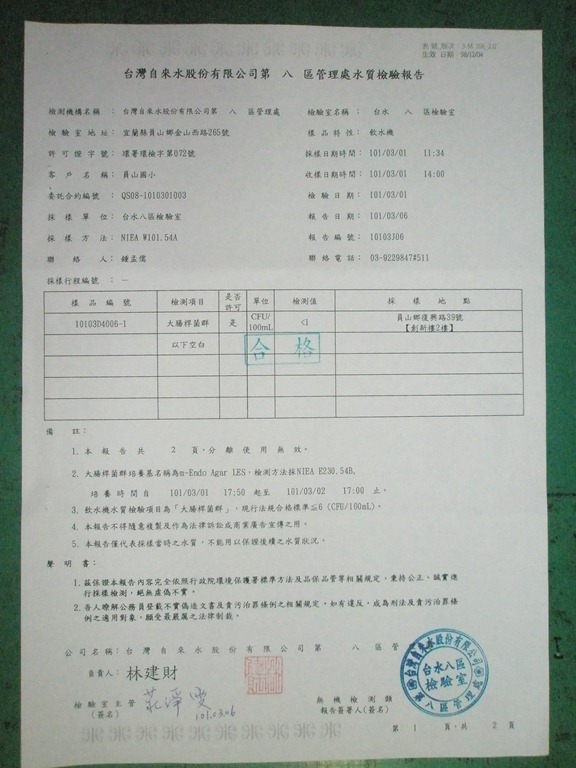 生效 日期：98/12/04
台灣自來水股份有限公司第 八 區管理處水質檢驗報告
檢測機構名稱：台灣自來水股份有限公司第 八 區管理處 檢驗室名稱：台水 八 區檢驗室
檢驗室地址：宜蘭縣員山鄉金山西路265號 樣品特性：飲水機
許可證字號：環署環檢字第072號 採樣日期時間：101/03/01 11:34
客戶名稱：員山國小 收樣日期時間：101/03/01 14:00
委託合約編號：QS08-1010301003 檢驗日期：101/03/01
採樣單位：台水八區檢驗室 報告日期：101/03/06
採樣方法：NIEA W101.54A 報告編號：10103J06
聯絡人：鍾孟儒 聯絡電話：03-9229847#511
採樣行程編號：－
樣品編號 檢測項目 是否許可 單位 檢測值 採樣地點
10103D4006-1 大腸桿菌群 是 CFU/100mL <1 員山鄉復興路39號
【創新樓2樓】
以下空白
合格
備 註：
1.本報告共 2 頁,分離使用無效。
2.大腸桿菌群培養基名稱為m-Endo Agar LES，檢測方法採NIEA E230.54B,
培養時間自 101/03/01 17:50 起至 101/03/02 17:00 止。
3.飲水機水質檢驗項目為「大腸桿菌群」，現行法規合格標準≦6 (CFU/100mL)。
4.本報告不得隨意複製及作為法律訴訟或商業廣告宣傳之用。
5.本報告僅代表採樣當時之水質，不能用以保證後續之水質狀況。
聲 明 書：
1.茲保證本報告內容完全依照行政院環境保護署標準方法及品保品管等相關規定，秉持公正、誠實進
行採樣檢測，絕無虛偽不實。
2.吾人瞭解公務員登載不實偽造文書及貪污治罪條例之相關規定，如有違反，成為刑法及貪污治罪條
例之適用對象，願受最嚴厲之法律制裁。
公司名稱：台灣自來水股份有限公司第 八 區管
負責人：林建財
台灣自來水股份有限公司
台水八區
檢驗室
第八區管理處
檢驗室主管
(簽名)
101.03.06
無機檢測類
報告簽署人(簽名)
第 1 頁,共 2 頁